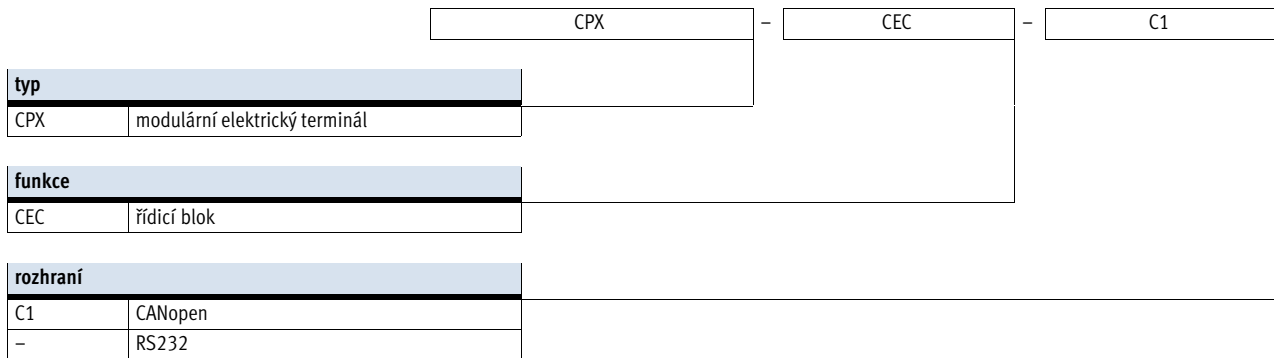 CPX – CEC – C1
typ
CPX modulární elektrický terminál
funkce
CEC řídicí blok
rozhraní
C1 CANopen
– RS232